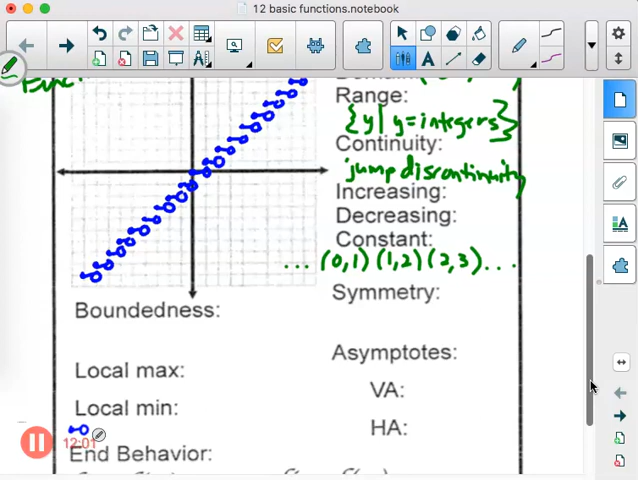 12 basic functions.notebook
Func
Range:
{y| y=integers}
Continuity:
jump discontinuity
Increasing:
Decreasing:
Constant:
... (0,1) (1,2) (2,3) ...
Boundedness:
Symmetry:
Local max:
Asymptotes:
VA:
Local min:
HA:
12:01
End Behavior: